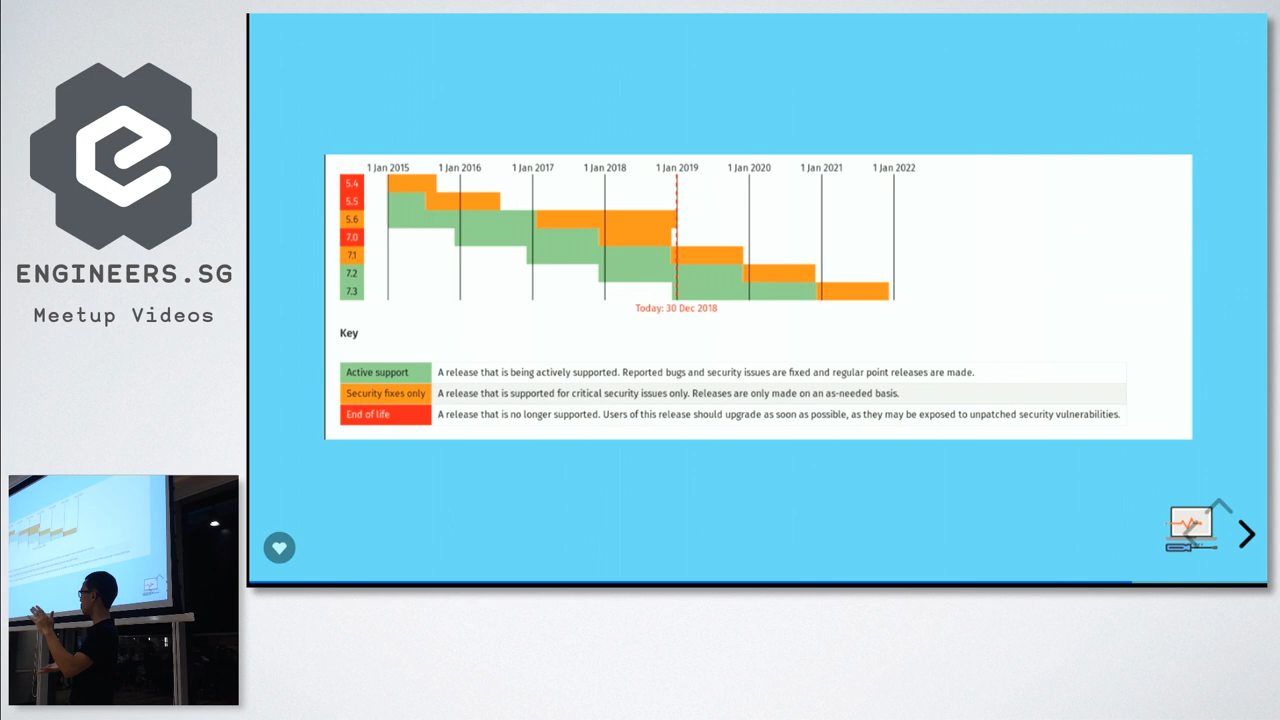 ENGINEERS.SG
Meetup Videos
1 Jan 2015 1 Jan 2016 1 Jan 2017 1 Jan 2018 1 Jan 2019 1 Jan 2020 1 Jan 2021 1 Jan 2022
5.4
5.5
5.6
7.0
7.1
7.2
7.3
Today: 30 Dec 2018
Key
Active support A release that is being actively supported. Reported bugs and security issues are fixed and regular point releases are made.
Security fixes only A release that is supported for critical security issues only. Releases are only made on an as-needed basis.
End of life A release that is no longer supported. Users of this release should upgrade as soon as possible, as they may be exposed to unpatched security vulnerabilities.